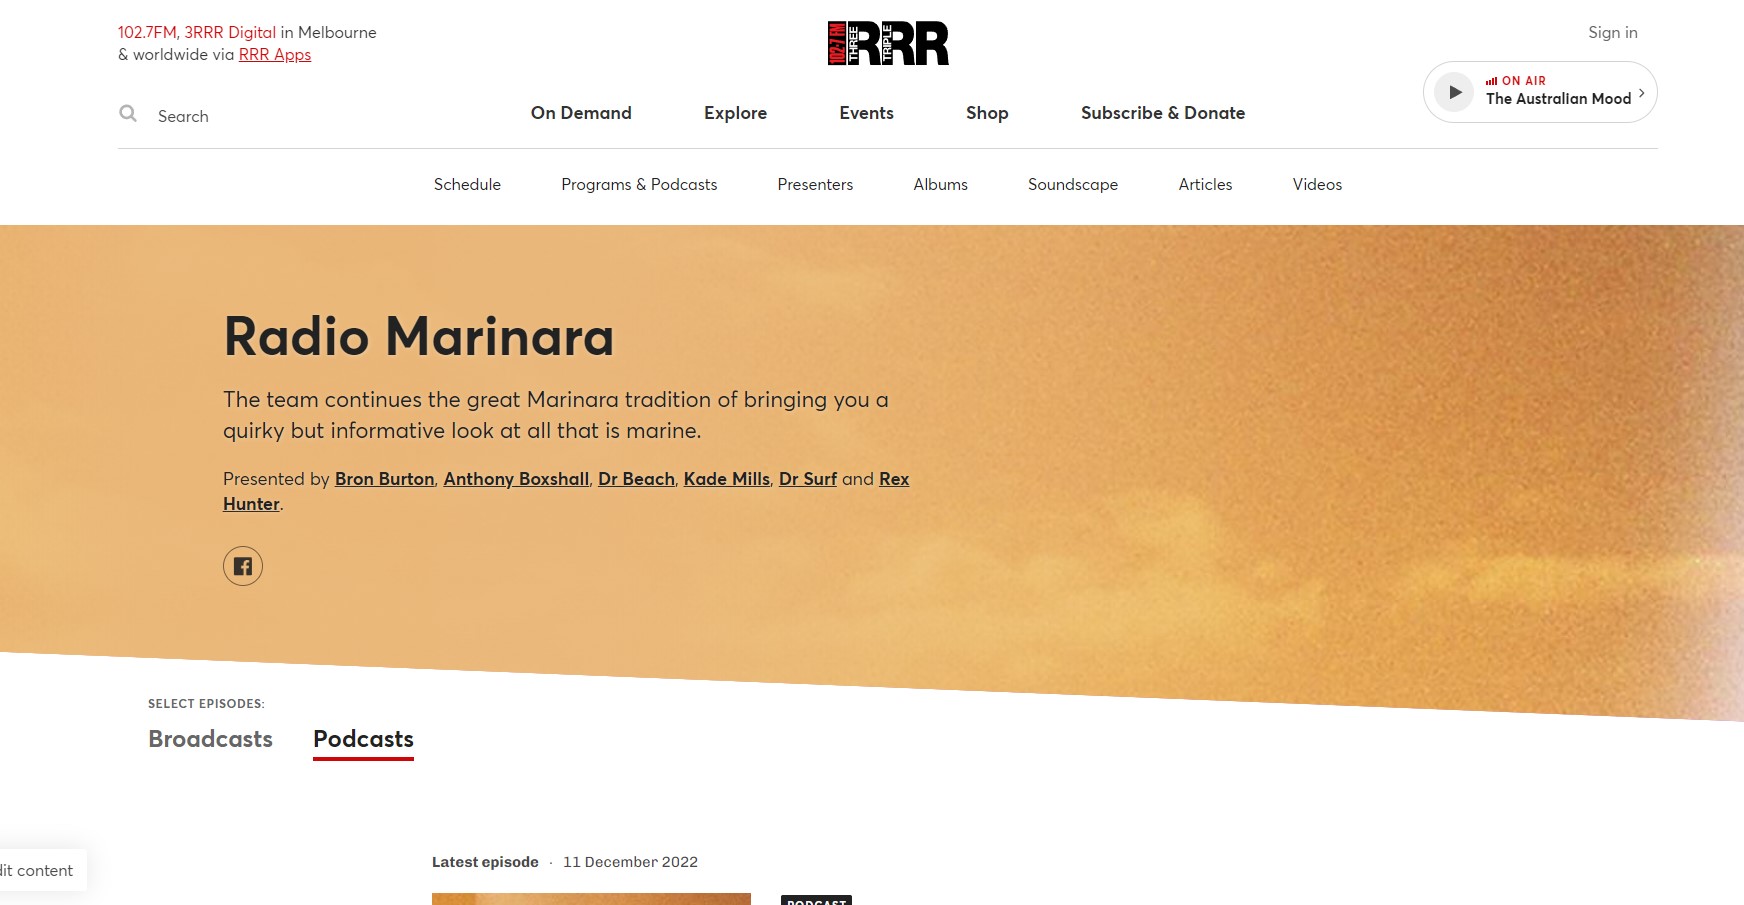 102.7FM, 3RRR Digital in Melbourne
& worldwide via RRR Apps
102.7 FM THREE RRR TRIPLE
Sign in
ON AIR
The Australian Mood
Search
On Demand
Explore
Events
Shop
Subscribe & Donate
Schedule
Programs & Podcasts
Presenters
Albums
Soundscape
Articles
Videos
Radio Marinara
The team continues the great Marinara tradition of bringing you a
quirky but informative look at all that is marine.
Presented by Bron Burton, Anthony Boxshall, Dr Beach, Kade Mills, Dr Surf and Rex
Hunter.
SELECT EPISODES:
Broadcasts
Podcasts
dit content
Latest episode · 11 December 2022
PODCAST